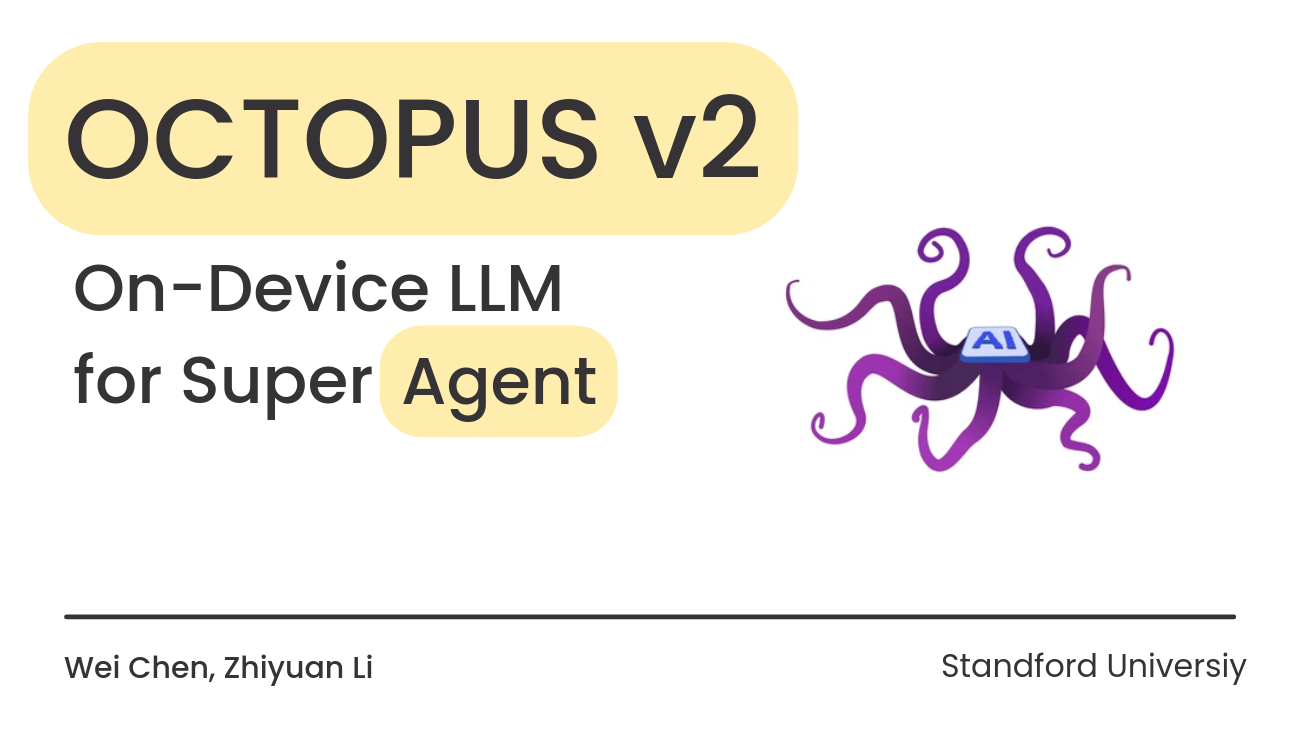 OCTOPUS v2
On-Device LLM
for Super Agent
AI
Wei Chen, Zhiyuan Li
Standford Universiy